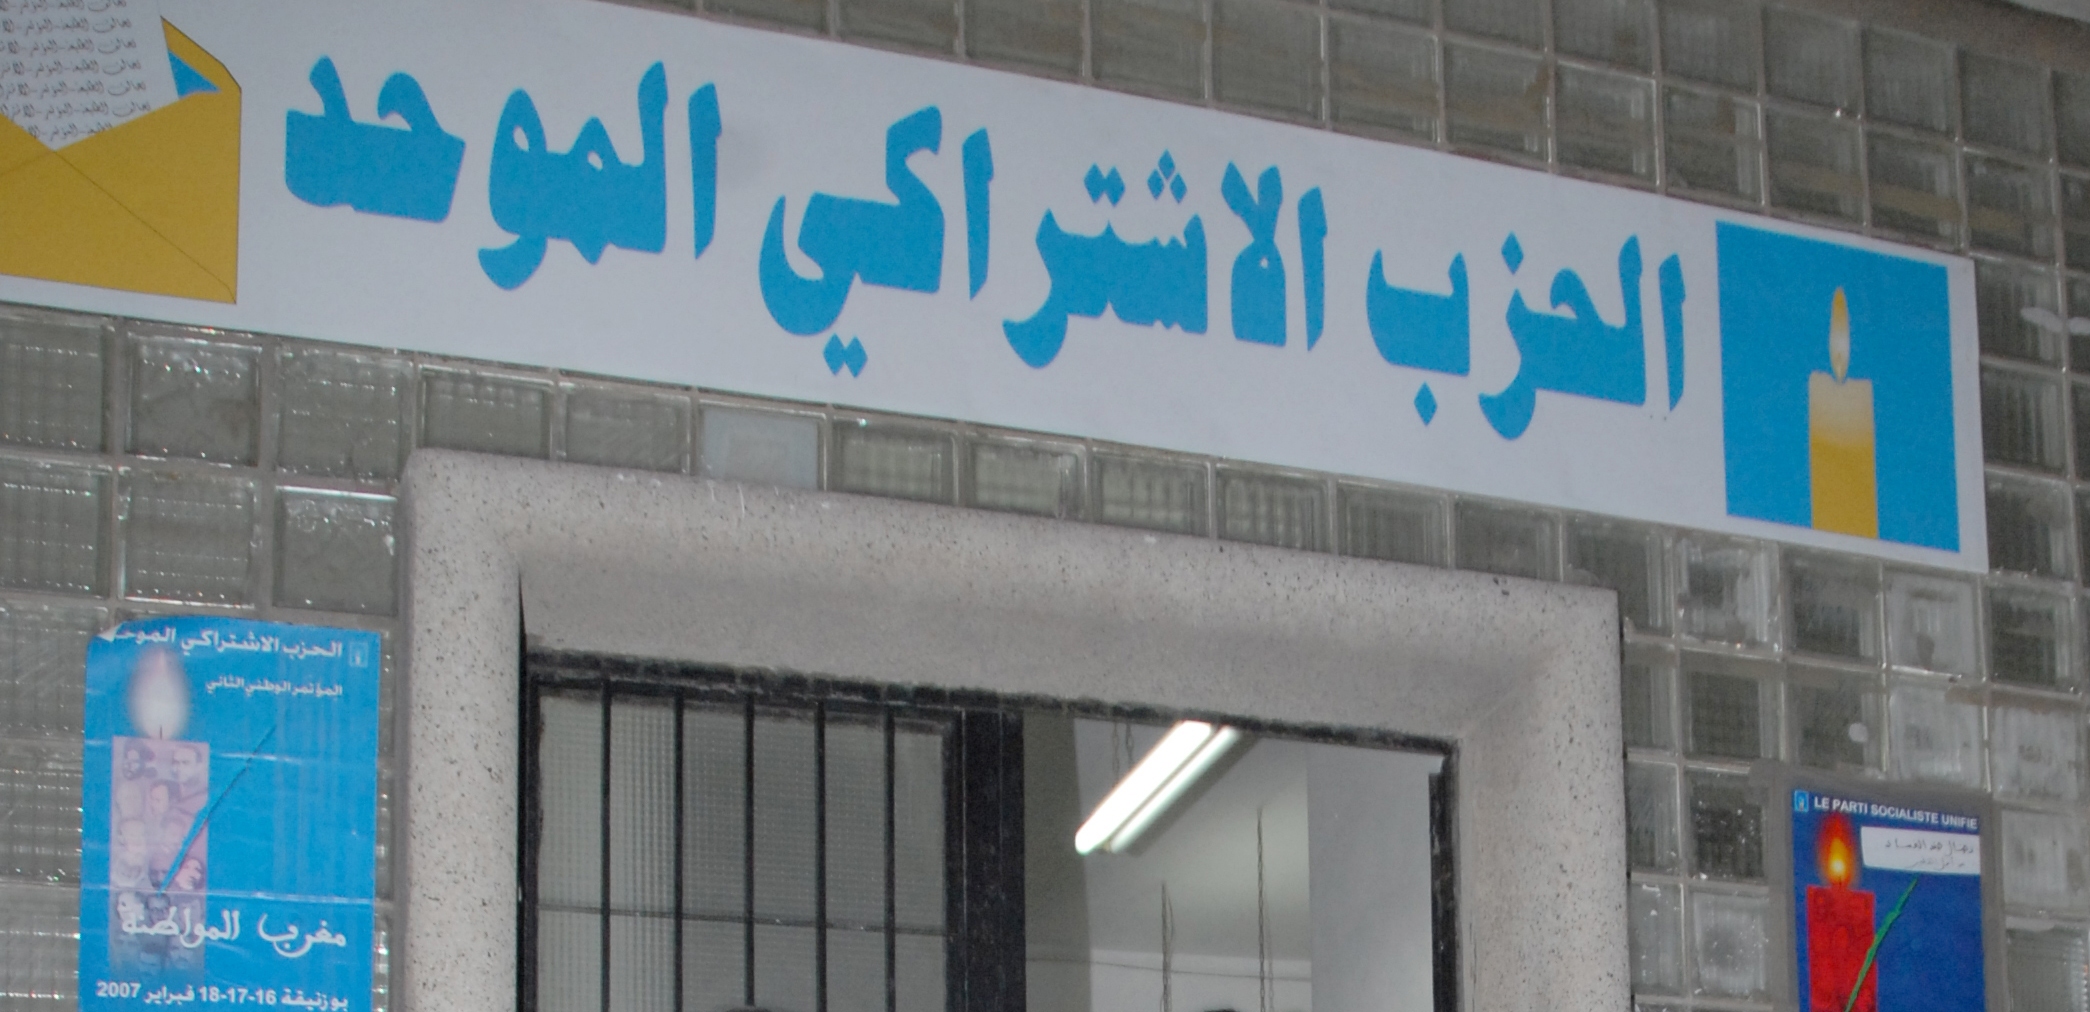 الحزب الاشتراكي الموحد
الحزب الاشتراكي الموحد
المؤتمر الوطني الثاني
مغرب المواطنة
بوزنيقة 16-17-18 فبراير 2007
LE PARTI SOCIALISTE UNIFIE